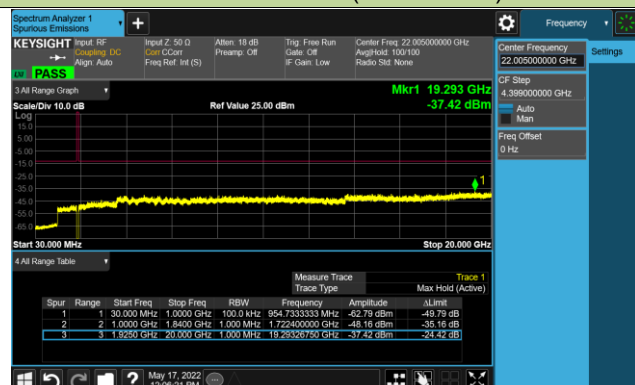 Spectrum Analyzer 1
Spurious Emissions
+
Frequency
KEYSIGHT
Input: RF
Coupling: DC
Align: Auto
Input Z: 50 Ω
Corr CCorr
Freq Ref: Int (S)
Atten: 18 dB
Preamp: Off
Trig: Free Run
Gate: Off
IF Gain: Low
Center Freq: 22.005000000 GHz
Avg|Hold: 100/100
Radio Std: None
PASS
Center Frequency
22.005000000 GHz
Settings
CF Step
4.399000000 GHz
Auto
Man
Freq Offset
0 Hz
3 All Range Graph
Mkr1 19.293 GHz
Scale/Div 10.0 dB
Ref Value 25.00 dBm
-37.42 dBm
Log
15.0
5.00
-5.00
-15.0
-25.0
-35.0
-45.0
-55.0
-65.0
1
Start 30.000 MHz
Stop 20.000 GHz
4 All Range Table
Measure Trace Trace 1
Trace Type Max Hold (Active)
Spur Range Start Freq Stop Freq RBW Frequency Amplitude ΔLimit
1 1 30.000 MHz 1.0000 GHz 100.0 kHz 954.7333333 MHz -62.79 dBm -49.79 dB
2 2 1.0000 GHz 1.8400 GHz 1.000 MHz 1.722400000 GHz -48.16 dBm -35.16 dB
3 3 1.9250 GHz 20.000 GHz 1.000 MHz 19.29326750 GHz -37.42 dBm -24.42 dB
?
May 17, 2022